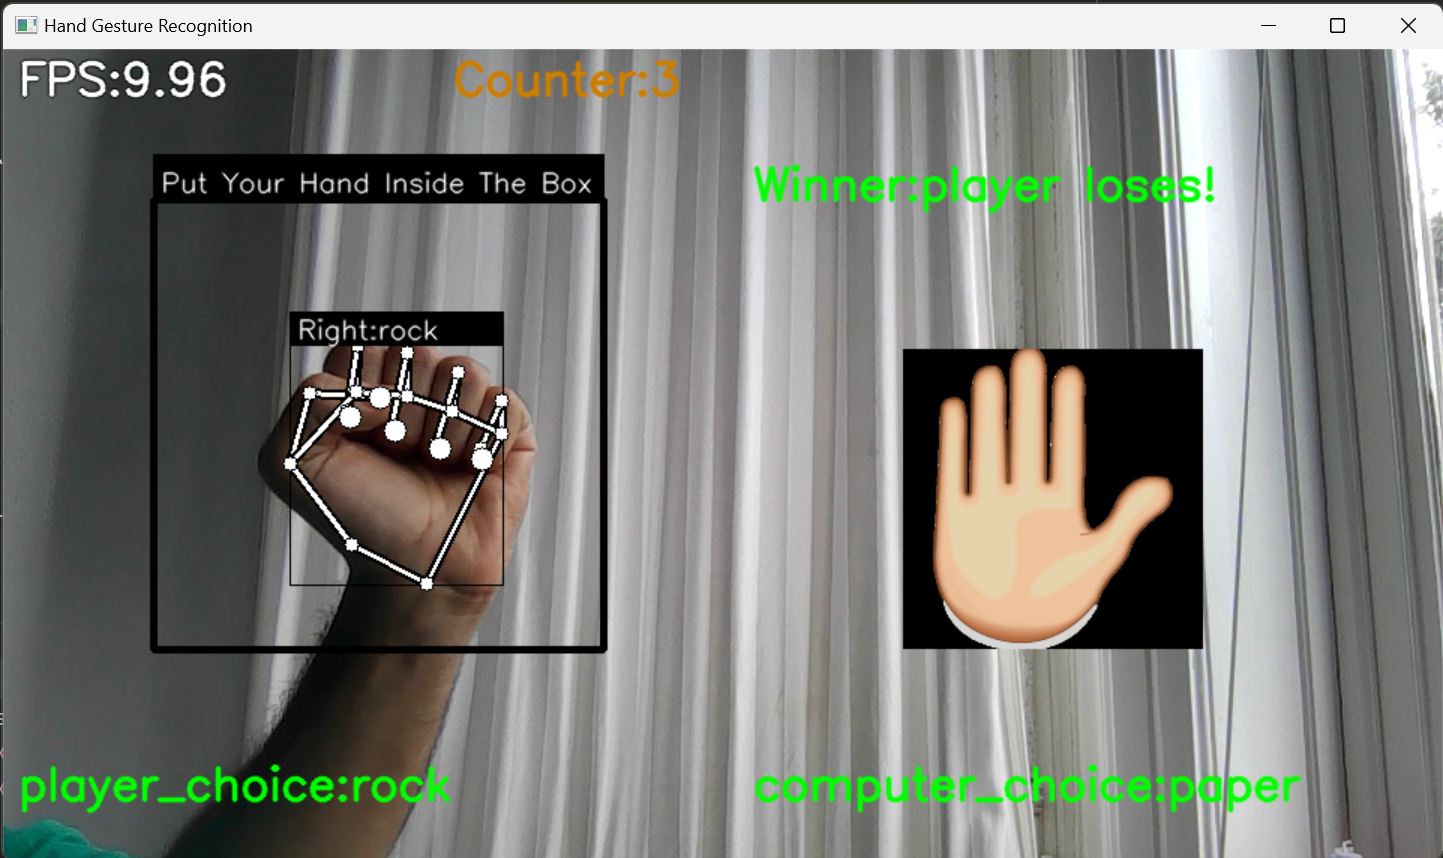 Hand Gesture Recognition
FPS:9.96
Counter:3
Put Your Hand Inside The Box
Winner:player loses!
Right:rock
player_choice:rock
computer_choice:paper